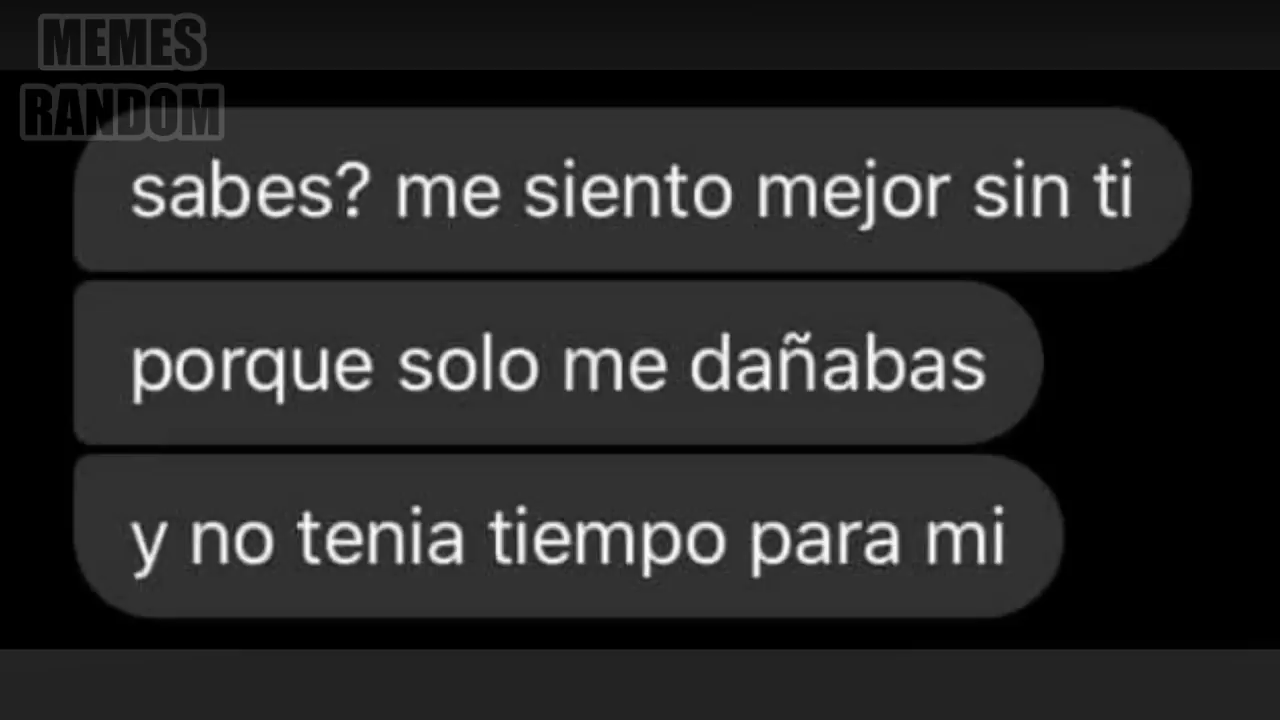 MEMES
RANDOM
sabes? me siento mejor sin ti
porque solo me dañabas
y no tenia tiempo para mi